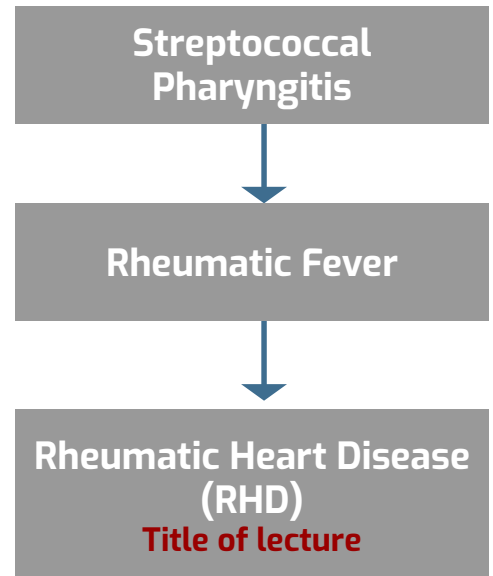 Streptococcal
Pharyngitis
Rheumatic Fever
Rheumatic Heart Disease
(RHD)
Title of lecture